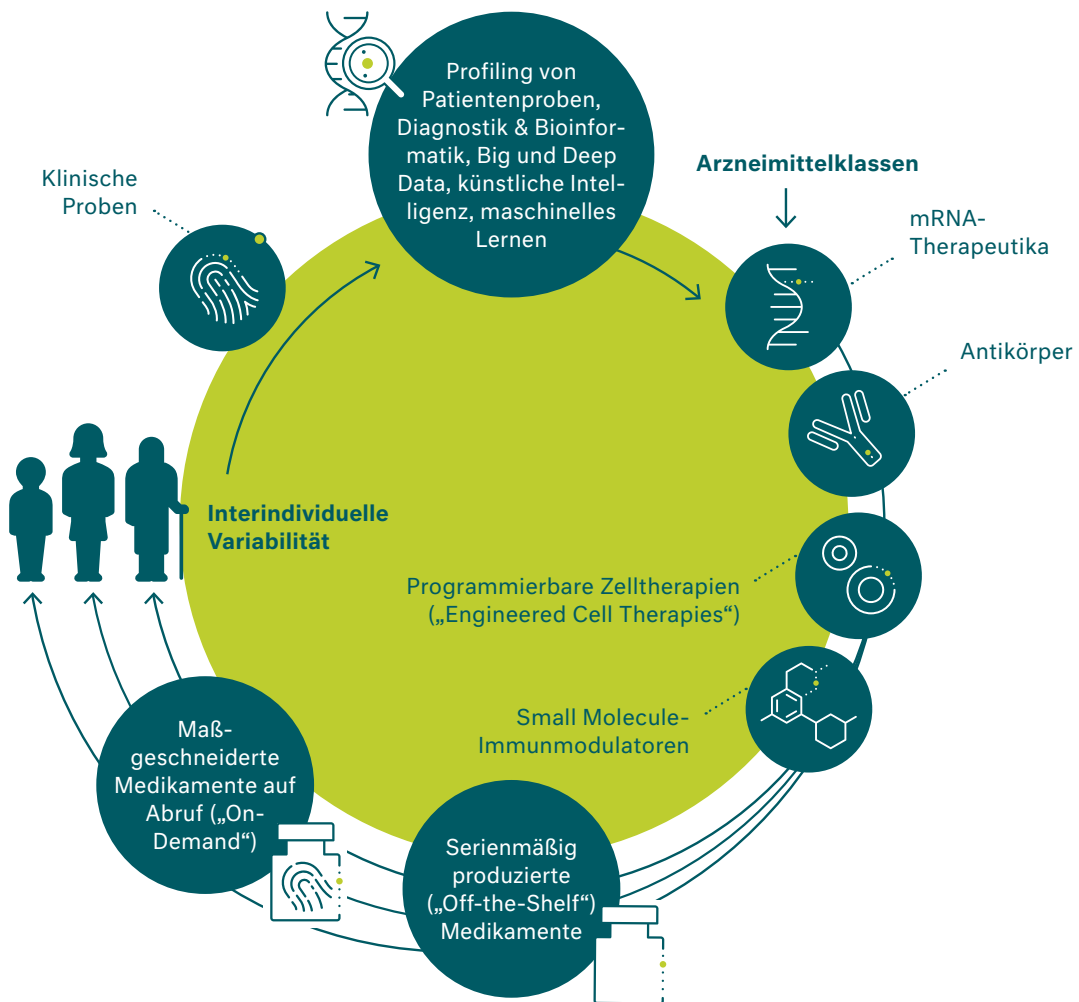 Profiling von
Patientenproben,
Diagnostik & Bioinfor-
matik, Big und Deep
Data, künstliche Intel-
ligenz, maschinelles
Lernen
Arzneimittelklassen
mRNA-
Therapeutika
Antikörper
Programmierbare Zelltherapien
(„Engineered Cell Therapies“)
Small Molecule-
Immunmodulatoren
Serienmäßig
produzierte
(„Off-the-Shelf“)
Medikamente
Maß-
geschneiderte
Medikamente auf
Abruf („On-
Demand“)
Interindividuelle
Variabilität
Klinische
Proben